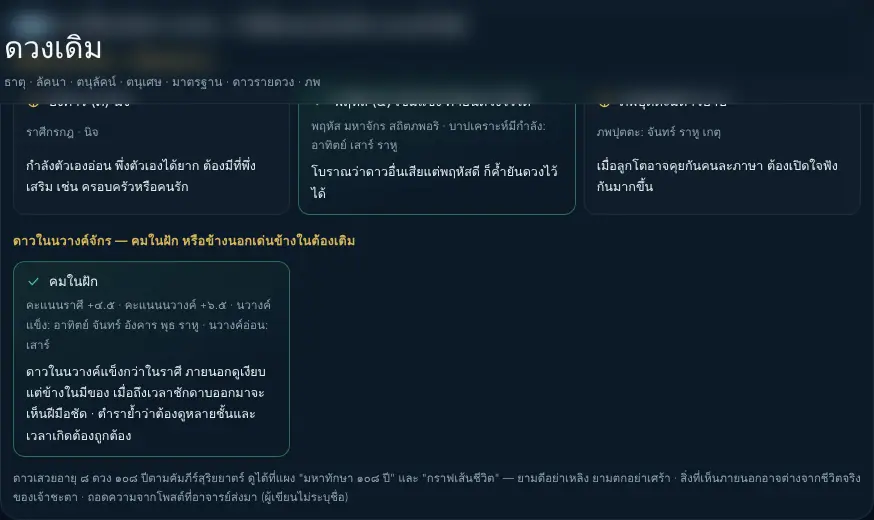 ดวงเดิม
ธาตุ · ลัคนา · ตนุลัคน์ · ตนุเศษ · มาตรฐาน · ดาวรายดวง · ภพ
ราศีกรกฎ · นิจ
กำลังตัวเองอ่อน พึ่งตัวเองได้ยาก ต้องมีที่พึ่ง
เสริม เช่น ครอบครัวหรือคนรัก
พฤหัส มหาจักร สถิตภพอริ · บาปเคราะห์มีกำลัง:
อาทิตย์ เสาร์ ราหู
โบราณว่าดาวอื่นเสียแต่พฤหัสดี ก็ค้ำยันดวงไว้
ได้
ภพปุตตะ: จันทร์ ราหู เกตุ
เมื่อลูกโตอาจคุยกันคนละภาษา ต้องเปิดใจฟัง
กันมากขึ้น
ดาวในนวางค์จักร — คมในฝัก หรือข้างนอกเด่นข้างในต้องเติม
คมในฝัก
คะแนนราศี +๔.๕ · คะแนนนวางค์ +๖.๕ · นวางค์
แข็ง: อาทิตย์ จันทร์ อังคาร พุธ ราหู · นวางค์อ่อน:
เสาร์
ดาวในนวางค์แข็งกว่าในราศี ภายนอกดูเงียบ
แต่ข้างในมีของ เมื่อถึงเวลาชักดาบออกมาจะ
เห็นฝีมือชัด · ตำราย้ำว่าต้องดูหลายชั้นและ
เวลาเกิดต้องถูกต้อง
ดาวเสวยอายุ ๘ ดวง ๑๐๘ ปีตามคัมภีร์สุริยยาตร์ ดูได้ที่แผง "มหาทักษา ๑๐๘ ปี" และ "กราฟเส้นชีวิต" — ยามดีอย่าเหลิง ยามตกอย่าเศร้า · สิ่งที่เห็นภายนอกอาจต่างจากชีวิตจริง
ของเจ้าชะตา · ถอดความจากโพสต์ที่อาจารย์ส่งมา (ผู้เขียนไม่ระบุชื่อ)